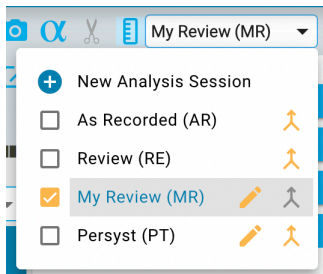 α
My Review (MR)
New Analysis Session
As Recorded (AR)
Review (RE)
My Review (MR)
Persyst (PT)